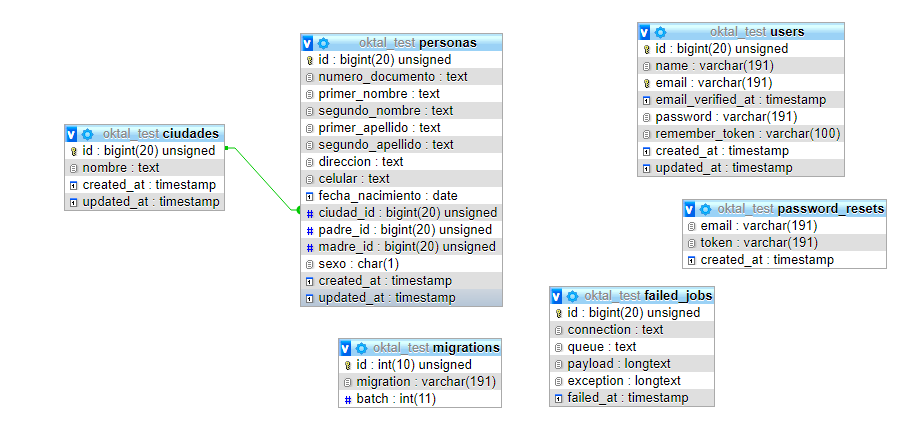 oktal_test ciudades
id : bigint(20) unsigned
nombre : text
created_at : timestamp
updated_at : timestamp
oktal_test personas
id : bigint(20) unsigned
numero_documento : text
primer_nombre : text
segundo_nombre : text
primer_apellido : text
segundo_apellido : text
direccion : text
celular : text
fecha_nacimiento : date
ciudad_id : bigint(20) unsigned
padre_id : bigint(20) unsigned
madre_id : bigint(20) unsigned
sexo : char(1)
created_at : timestamp
updated_at : timestamp
oktal_test migrations
id : int(10) unsigned
migration : varchar(191)
batch : int(11)
oktal_test users
id : bigint(20) unsigned
name : varchar(191)
email : varchar(191)
email_verified_at : timestamp
password : varchar(191)
remember_token : varchar(100)
created_at : timestamp
updated_at : timestamp
oktal_test password_resets
email : varchar(191)
token : varchar(191)
created_at : timestamp
oktal_test failed_jobs
id : bigint(20) unsigned
connection : text
queue : text
payload : longtext
exception : longtext
failed_at : timestamp